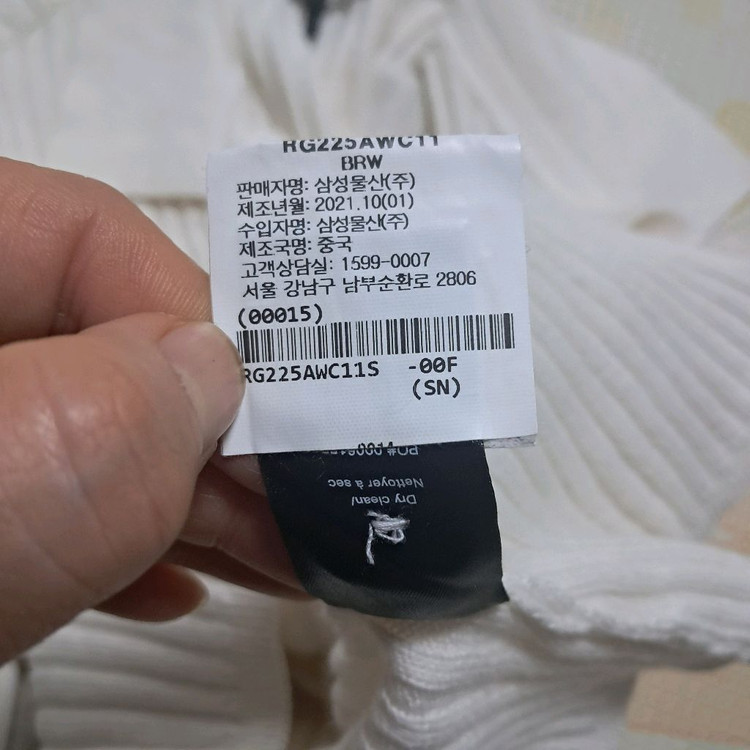 RG225AWC11
BRW
판매자명: 삼성물산(주)
제조년월: 2021.10(01)
수입자명: 삼성물산(주)
제조국명: 중국
고객상담실: 1599-0007
서울 강남구 남부순환로 2806
(00015)
RG225AWC11S -00F
(SN)
Dry clean/
Nettoyer à sec
PO#